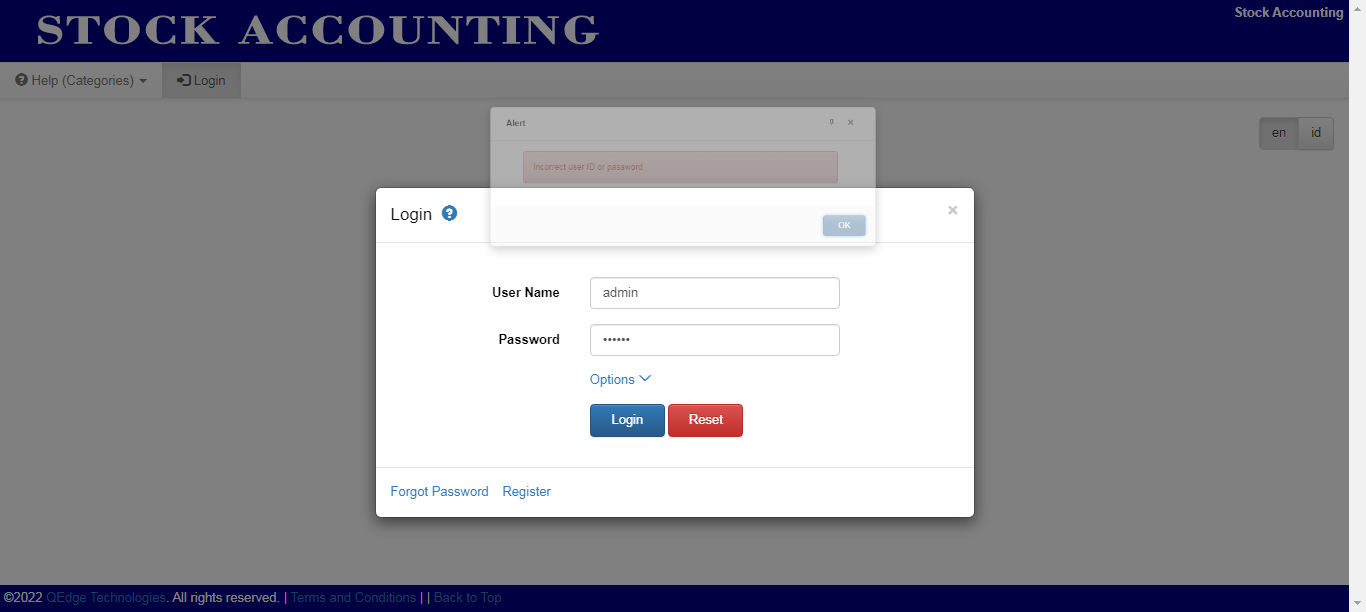 STOCK ACCOUNTING
Stock Accounting
Help (Categories)
Login
Alert
en id
Incorrect user ID or password
Login
OK
User Name admin
Password ••••••
Options
Login Reset
Forgot Password Register
©2022 QEdge Technologies. All rights reserved. | Terms and Conditions | | Back to Top